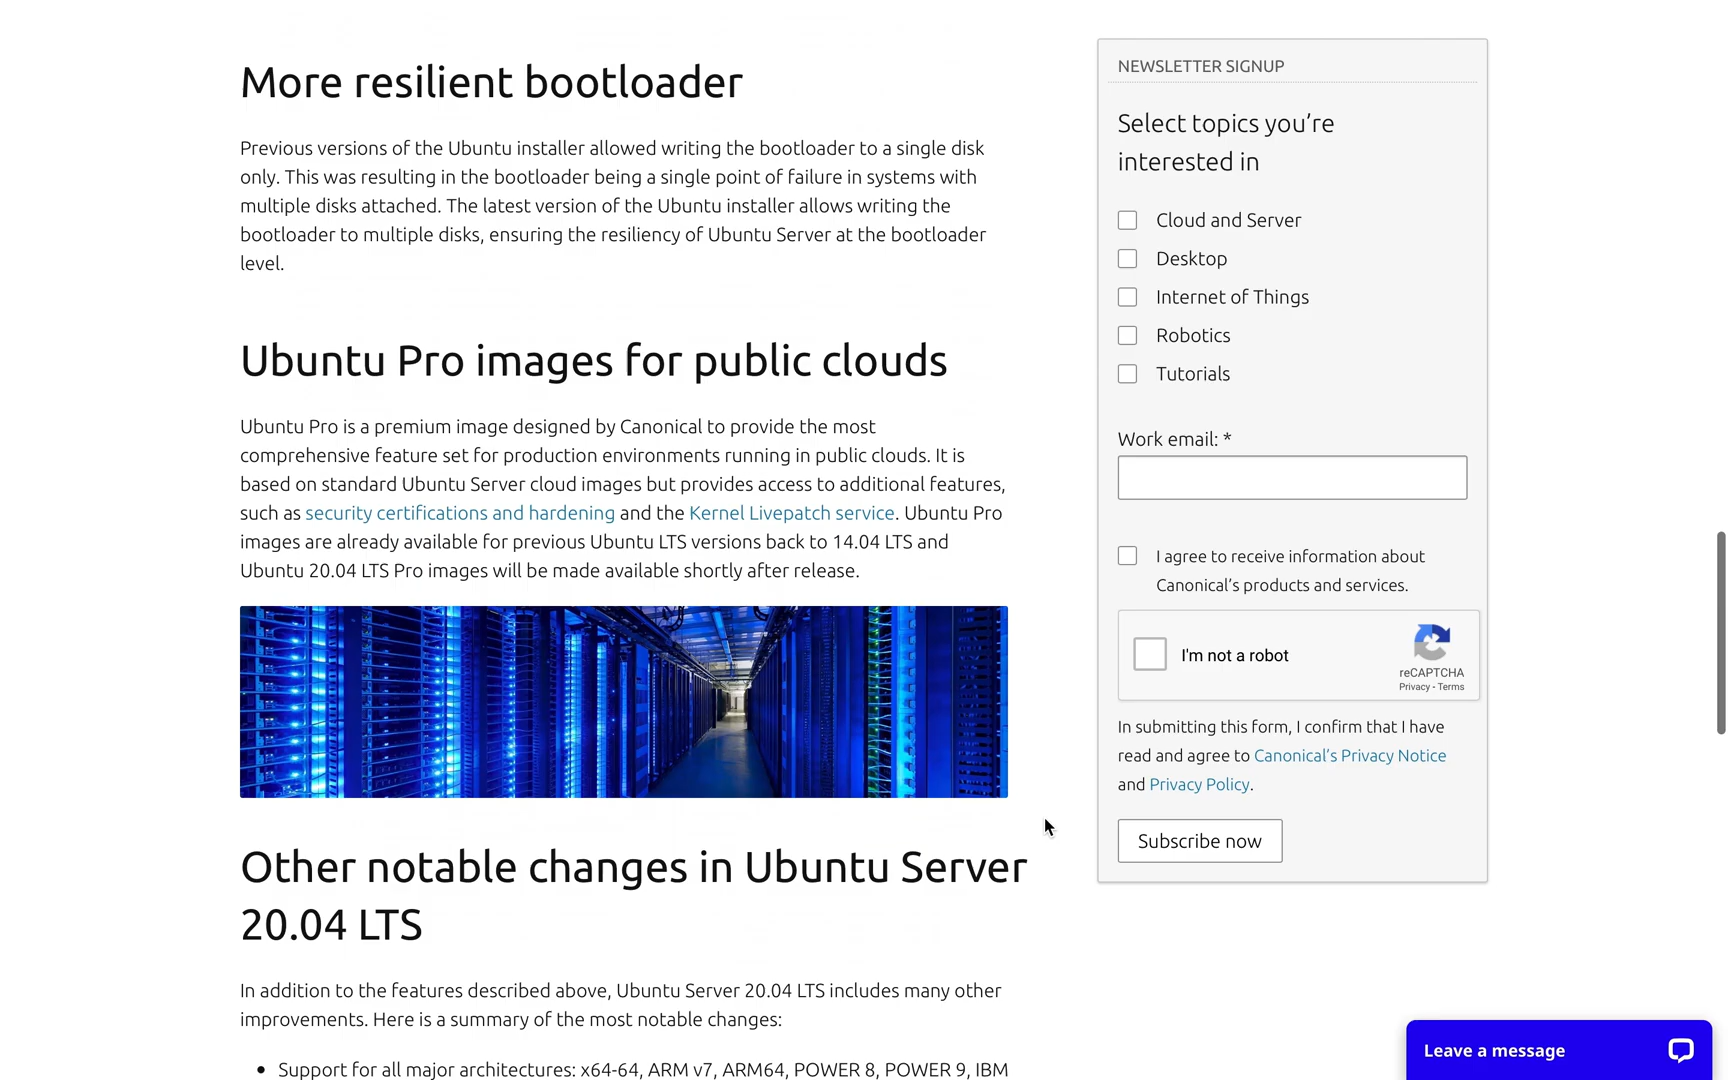 More resilient bootloader
Previous versions of the Ubuntu installer allowed writing the bootloader to a single disk
only. This was resulting in the bootloader being a single point of failure in systems with
multiple disks attached. The latest version of the Ubuntu installer allows writing the
bootloader to multiple disks, ensuring the resiliency of Ubuntu Server at the bootloader
level.
Ubuntu Pro images for public clouds
Ubuntu Pro is a premium image designed by Canonical to provide the most
comprehensive feature set for production environments running in public clouds. It is
based on standard Ubuntu Server cloud images but provides access to additional features,
such as security certifications and hardening and the Kernel Livepatch service. Ubuntu Pro
images are already available for previous Ubuntu LTS versions back to 14.04 LTS and
Ubuntu 20.04 LTS Pro images will be made available shortly after release.
Other notable changes in Ubuntu Server
20.04 LTS
In addition to the features described above, Ubuntu Server 20.04 LTS includes many other
improvements. Here is a summary of the most notable changes:
• Support for all major architectures: x64-64, ARM v7, ARM64, POWER 8, POWER 9, IBM
NEWSLETTER SIGNUP
Select topics you’re
interested in
Cloud and Server
Desktop
Internet of Things
Robotics
Tutorials
Work email: *
I agree to receive information about
Canonical’s products and services.
I'm not a robot
reCAPTCHA
Privacy - Terms
In submitting this form, I confirm that I have
read and agree to Canonical’s Privacy Notice
and Privacy Policy.
Subscribe now
Leave a message